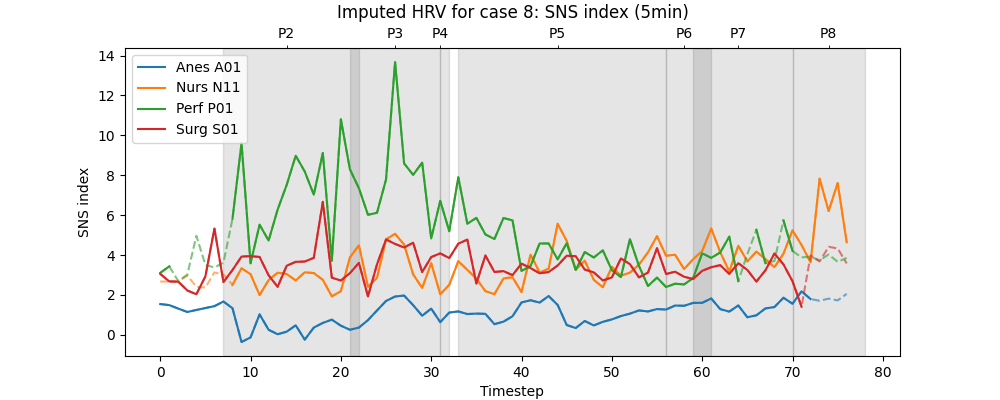 Imputed HRV for case 8: SNS index (5min)
P2 P3 P4 P5 P6 P7 P8
14
12
10
8
6
4
2
0
SNS index
Anes A01
Nurs N11
Perf P01
Surg S01
0 10 20 30 40 50 60 70 80
Timestep